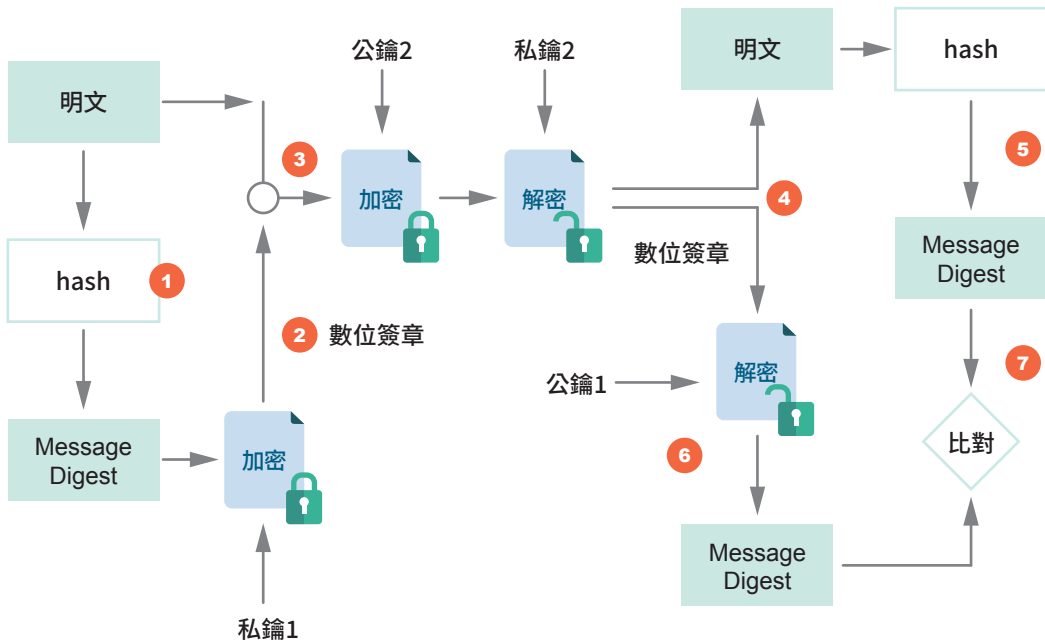 公鑰2
私鑰2
明文
hash
明文
3
5
加密
解密
4
Message
Digest
數位簽章
hash
1
2
數位簽章
公鑰1
解密
7
Message
Digest
加密
6
比對
Message
Digest
私鑰1